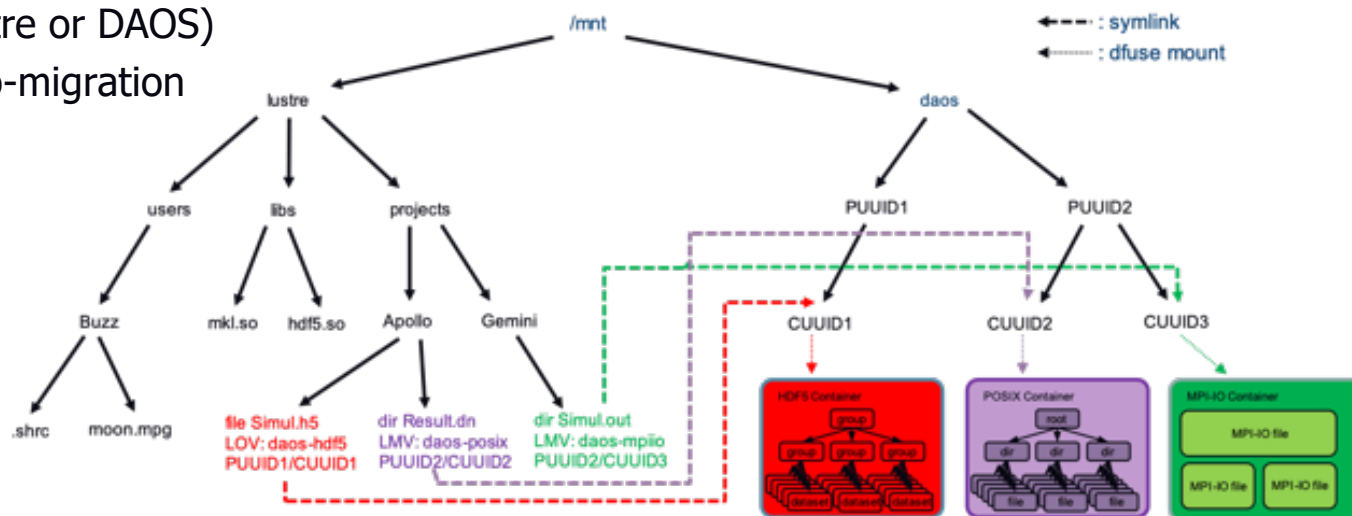 tre or DAOS)
o-migration
/mnt
: symlink
: dfuse mount
lustre
daos
users
libs
projects
PUUID1
PUUID2
Buzz
mkl.so
hdf5.so
Apollo
Gemini
CUUID1
CUUID2
CUUID3
.shrc
moon.mpg
file Simul.h5
LOV: daos-hdf5
PUUID1/CUUID1
dir Result.dn
LMV: daos-posix
PUUID2/CUUID2
dir Simul.out
LMV: daos-mpiio
PUUID2/CUUID3
HDF5 Container
group
group group group
dataset dataset dataset
POSIX Container
root
dir dir dir
file file file
MPI-IO Container
MPI-IO file
MPI-IO file MPI-IO file